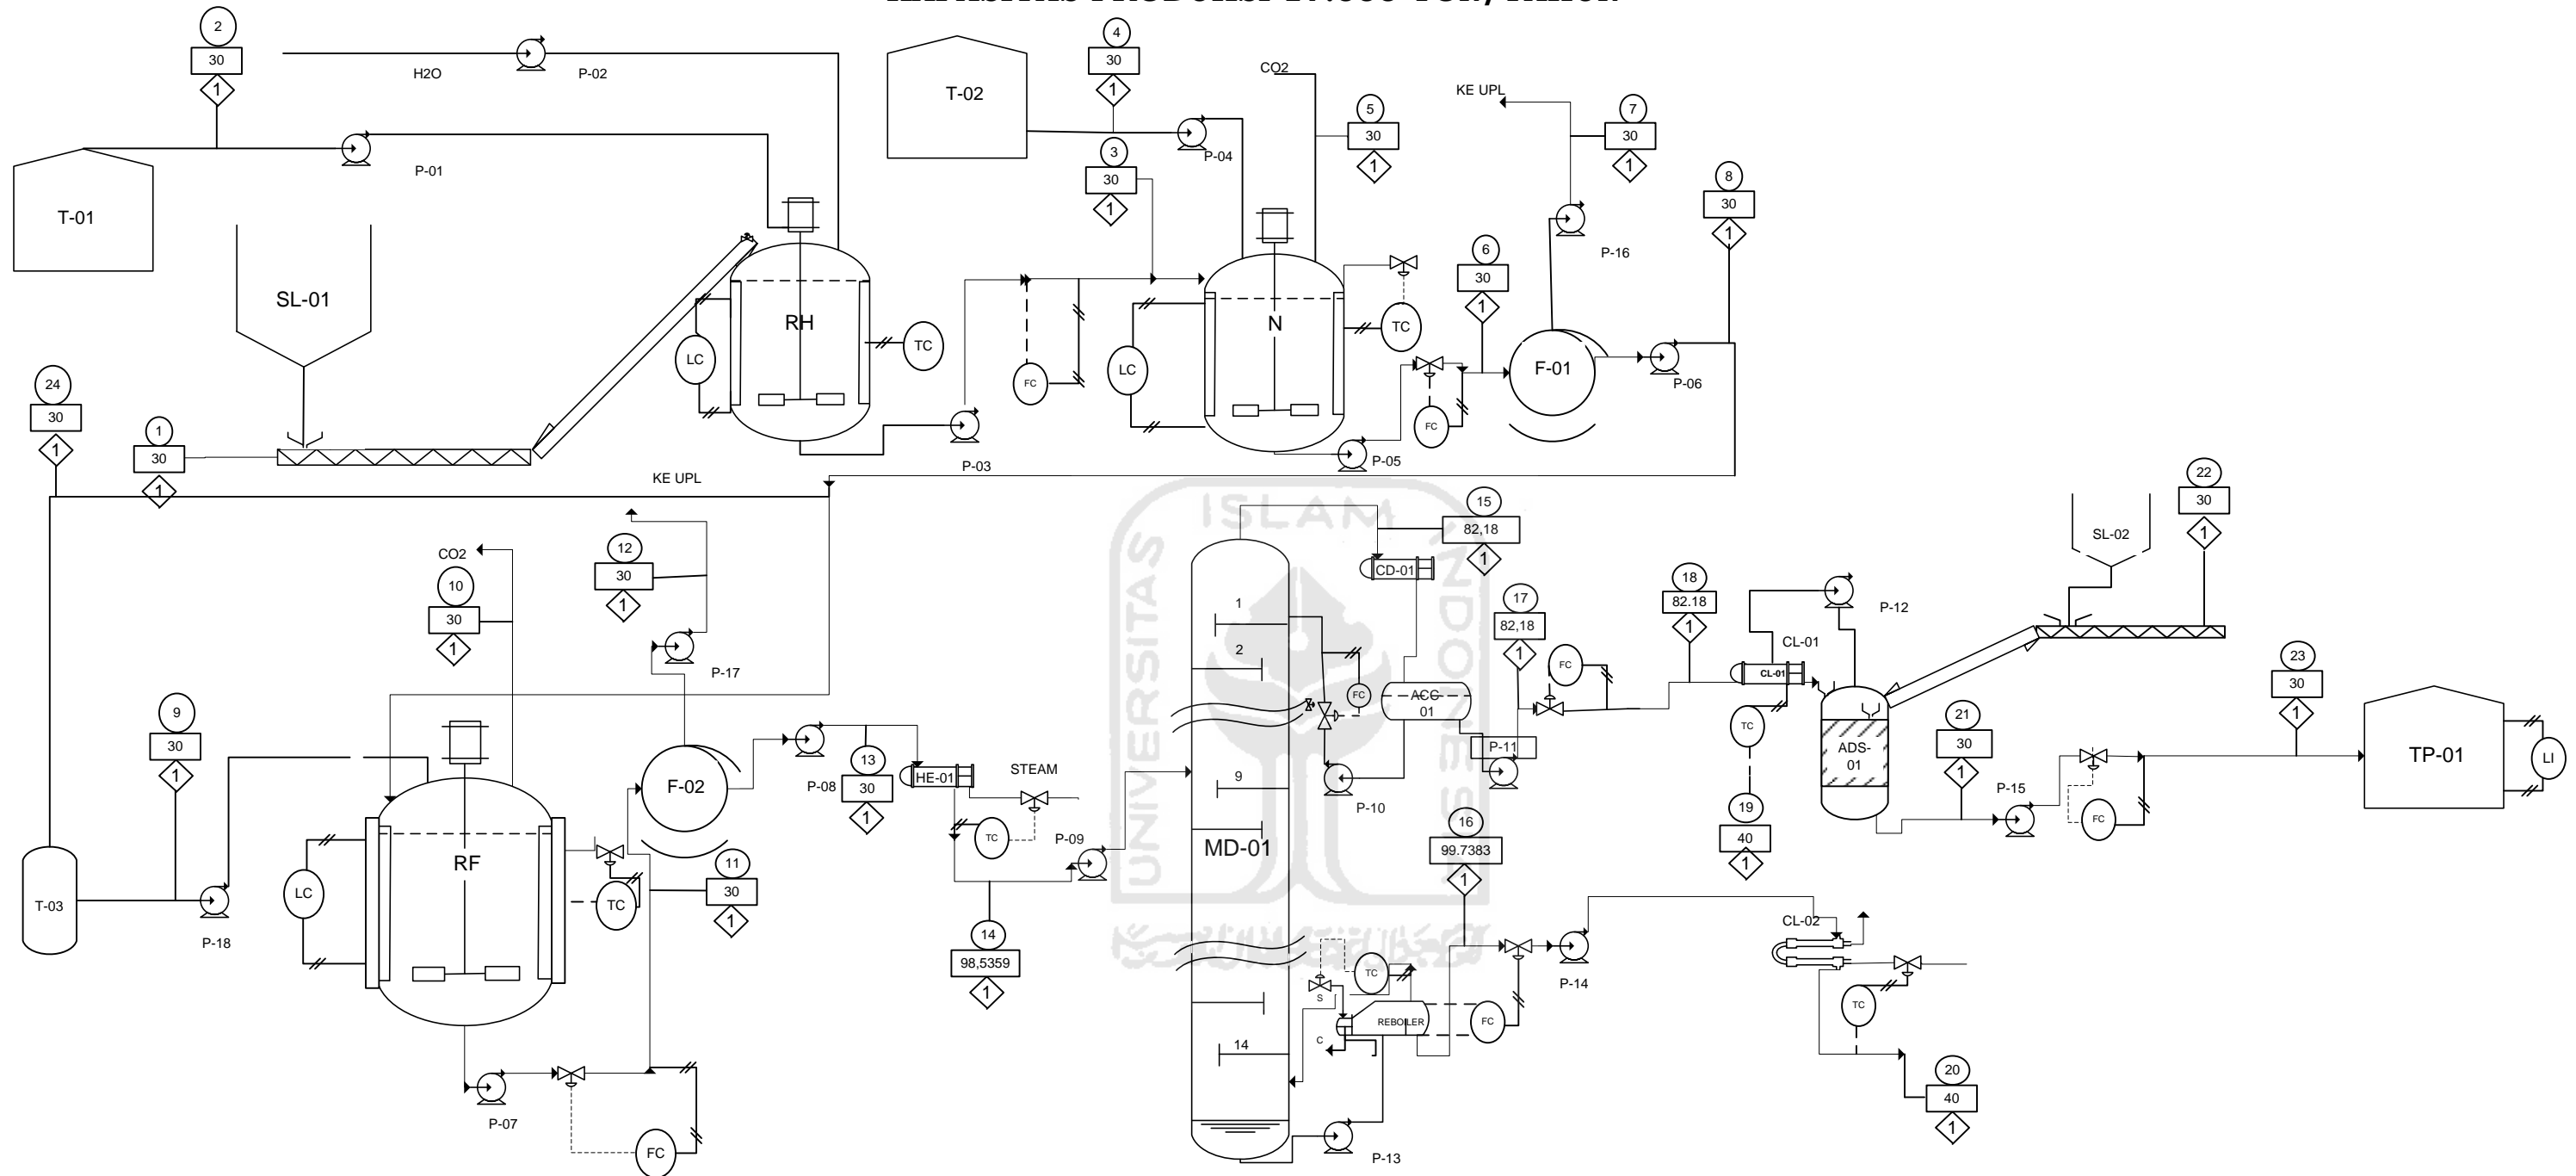 2
30
1
H2O
P-02
T-01
P-01
SL-01
RH
LC
TC
24
30
1
1
30
1
P-03
T-02
4
30
1
P-04
3
30
1
CO2
5
30
1
N
LC
TC
FC
P-05
FC
6
30
1
F-01
KE UPL
7
30
1
P-16
8
30
1
P-06
KE UPL
CO2
10
30
1
12
30
1
P-17
9
30
1
T-03
P-18
LC
RF
TC
11
30
1
F-02
P-07
FC
P-08
13
30
1
HE-01
STEAM
TC
P-09
14
98,5359
1
ISLAM
UNIVERSITAS
INDONESIA
1
2
9
14
MD-01
15
82,18
1
CD-01
FC
ACC-
01
P-10
P-11
17
82,18
1
FC
16
99.7383
1
TC
S
C
REBOILER
FC
P-13
P-14
18
82.18
1
CL-01
CL-01
TC
19
40
1
P-12
ADS-
01
SL-02
22
30
1
21
30
1
P-15
FC
23
30
1
TP-01
LI
CL-02
TC
20
40
1